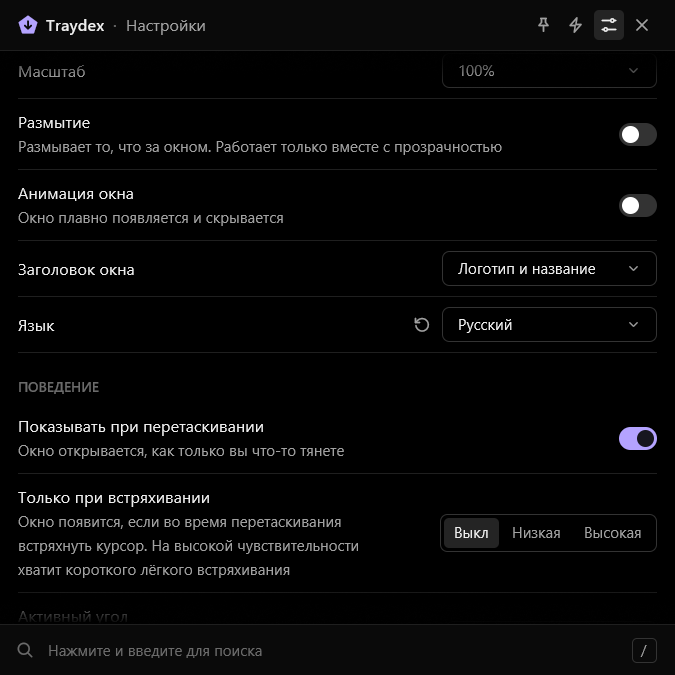 Traydex · Настройки
Масштаб
100%
Размытие
Размывает то, что за окном. Работает только вместе с прозрачностью
Анимация окна
Окно плавно появляется и скрывается
Заголовок окна
Логотип и название
Язык
Русский
ПОВЕДЕНИЕ
Показывать при перетаскивании
Окно открывается, как только вы что-то тянете
Только при встряхивании
Окно появится, если во время перетаскивания
встряхнуть курсор. На высокой чувствительности
хватит короткого лёгкого встряхивания
Выкл Низкая Высокая
Активный угол
Нажмите и введите для поиска
/